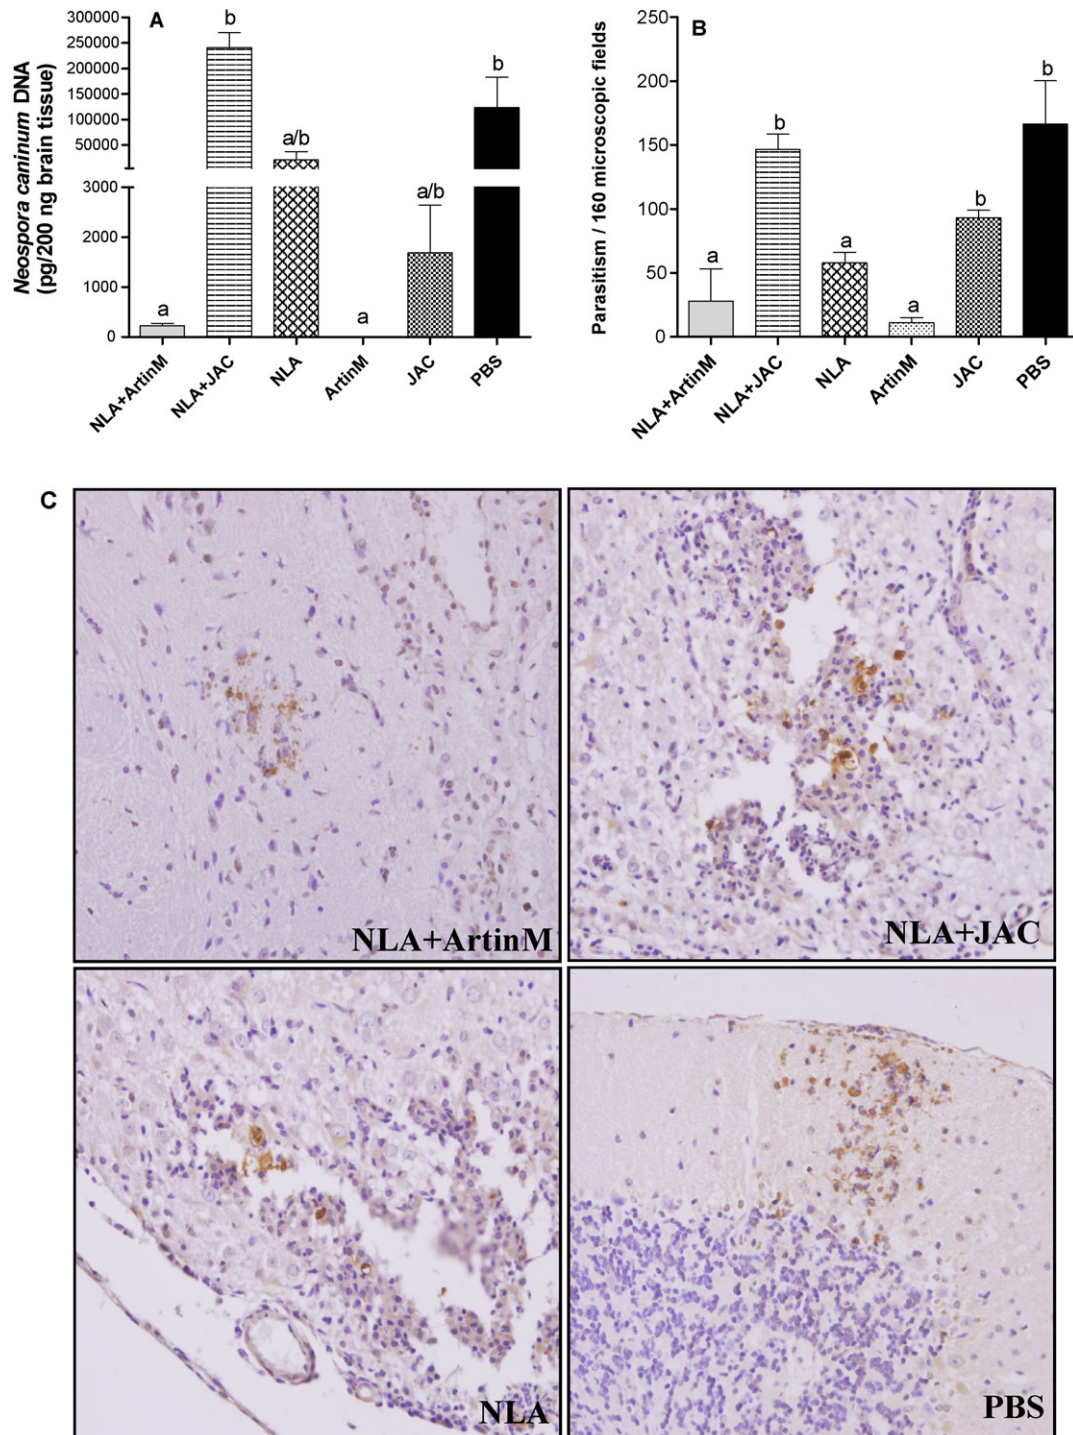 A
Neospora caninum DNA
(pg/200 ng brain tissue)
300000
250000
200000
150000
100000
50000
3000
2000
1000
0
a
b
a/b
a
a/b
b
NLA+ArtinM
NLA+JAC
NLA
ArtinM
JAC
PBS
B
Parasitism / 160 microscopic fields
250
200
150
100
50
0
a
b
a
a
b
b
NLA+ArtinM
NLA+JAC
NLA
ArtinM
JAC
PBS
C
NLA+ArtinM
NLA+JAC
NLA
PBS